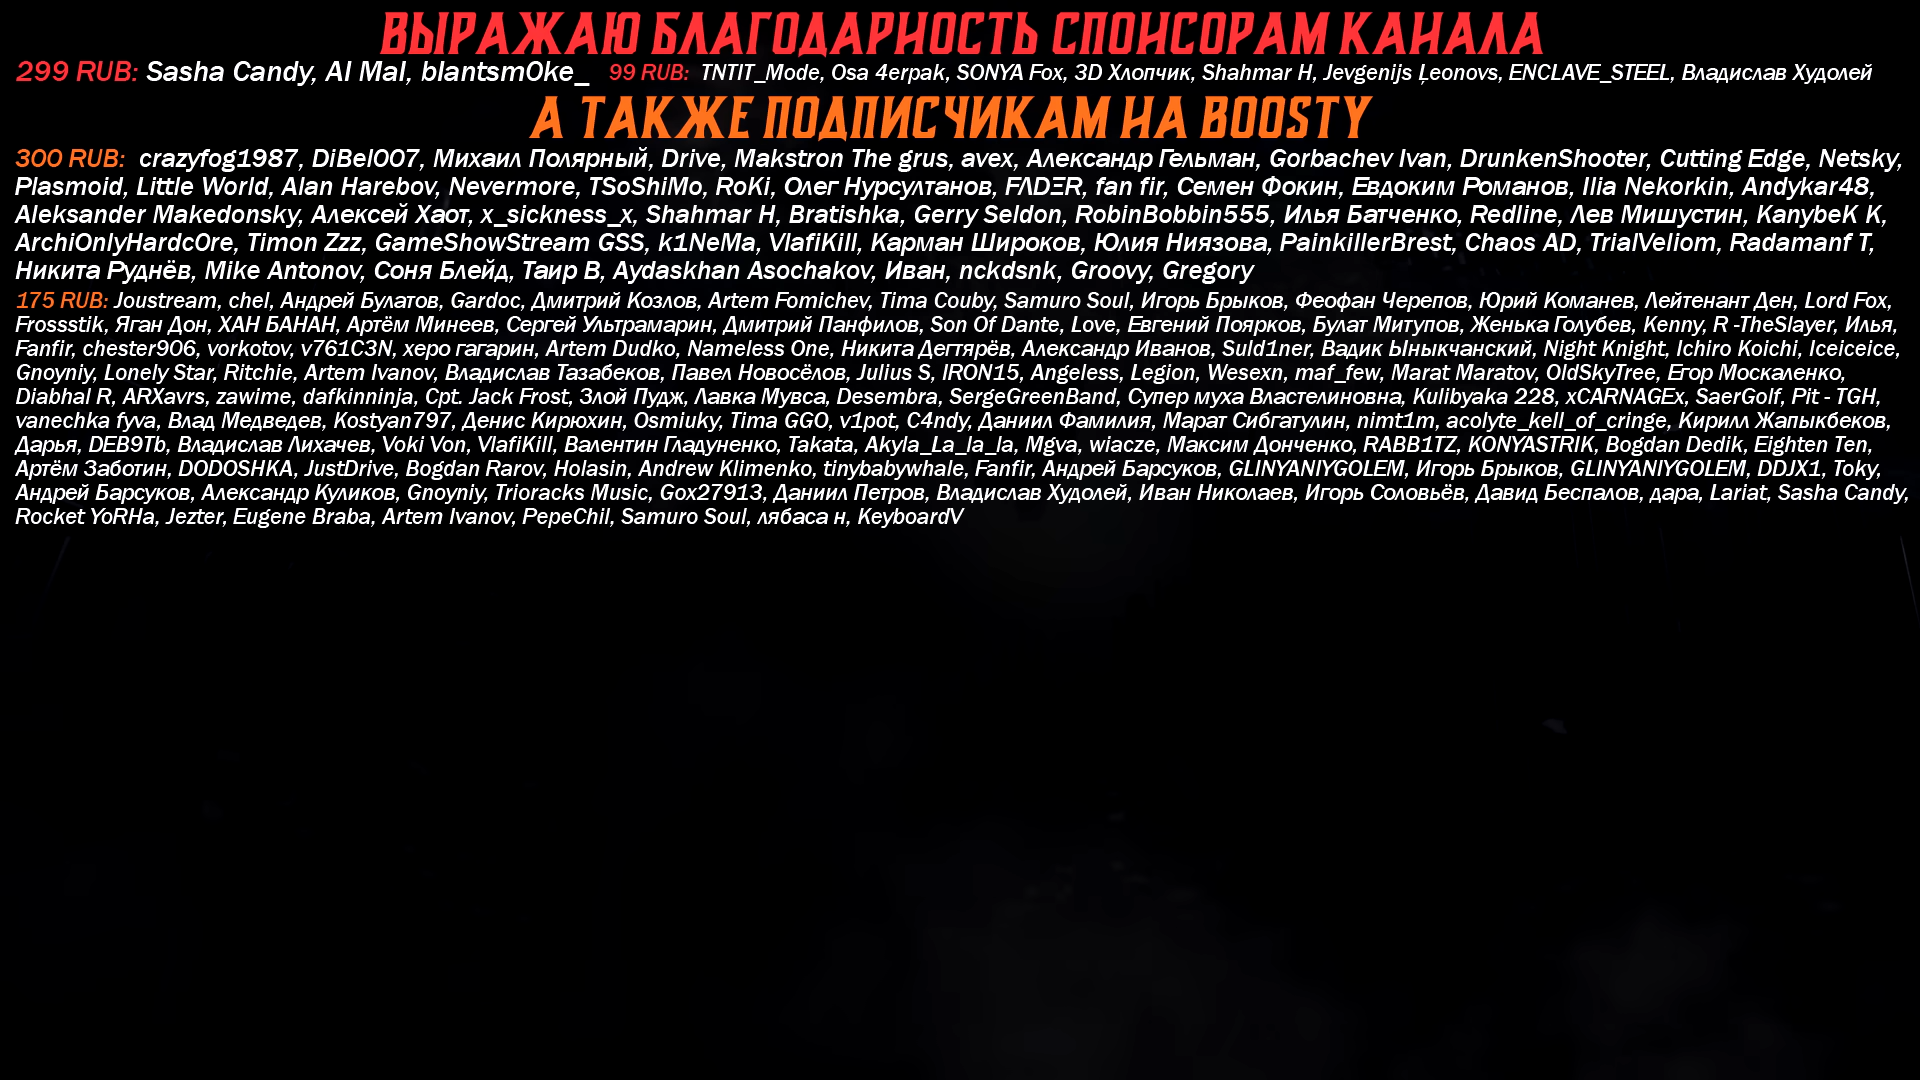 ВЫРАЖАЮ БЛАГОДАРНОСТЬ СПОНСОРАМ КАНАЛА
299 RUB: Sasha Candy, Al Mal, blantsm0ke_ 99 RUB: TNTIT_Mode, Osa 4erpak, SONYA Fox, 3D Хлопчик, Shahmar H, Jevgenijs Ļeonovs, ENCLAVE_STEEL, Владислав Худолей
А ТАКЖЕ ПОДПИСЧИКАМ НА BOOSTY
300 RUB: crazyfog1987, DiBel007, Михаил Полярный, Drive, Makstron The grus, avex, Александр Гельман, Gorbachev Ivan, DrunkenShooter, Cutting Edge, Netsky,
Plasmoid, Little World, Alan Harebov, Nevermore, TSoShiMo, RoKi, Олег Нурсултанов, FΛDΞR, fan fir, Семен Фокин, Евдоким Романов, Ilia Nekorkin, Andykar48,
Aleksander Makedonsky, Алексей Хаот, x_sickness_x, Shahmar H, Bratishka, Gerry Seldon, RobinBobbin555, Илья Батченко, Redline, Лев Мишустин, KanybeK K,
ArchiOnlyHardc0re, Timon Zzz, GameShowStream GSS, k1NeMa, VlafiKill, Карман Широков, Юлия Ниязова, PainkillerBrest, Chaos AD, TrialVeliom, Radamanf T,
Никита Руднёв, Mike Antonov, Соня Блейд, Таир В, Aydaskhan Asochakov, Иван, nckdsnk, Groovy, Gregory
175 RUB: Joustream, chel, Андрей Булатов, Gardoc, Дмитрий Козлов, Artem Fomichev, Tima Couby, Samuro Soul, Игорь Брыков, Феофан Черепов, Юрий Команев, Лейтенант Ден, Lord Fox,
Frossstik, Яган Дон, ХАН БАНАН, Артём Минеев, Сергей Ультрамарин, Дмитрий Панфилов, Son Of Dante, Love, Евгений Поярков, Булат Митупов, Женька Голубев, Kenny, R -TheSlayer, Илья,
Fanfir, chester906, vorkotov, v761C3N, херо гагарин, Artem Dudko, Nameless One, Никита Дегтярёв, Александр Иванов, Suld1ner, Вадик Ыныкчанский, Night Knight, Ichiro Koichi, Iceiceice,
Gnoyniy, Lonely Star, Ritchie, Artem Ivanov, Владислав Тазабеков, Павел Новосёлов, Julius S, IRON15, Angeless, Legion, Wesexn, maf_few, Marat Maratov, OldSkyTree, Егор Москаленко,
Diabhal R, ARXavrs, zawime, dafkinninja, Cpt. Jack Frost, Злой Пудж, Лавка Мувса, Desembra, SergeGreenBand, Супер муха Властелиновна, Kulibyaka 228, xCARNAGEx, SaerGolf, Pit - TGH,
vanechka fyva, Влад Медведев, Kostyan797, Денис Кирюхин, Osmiuky, Tima GGO, v1pot, C4ndy, Даниил Фамилия, Марат Сибгатулин, nimt1m, acolyte_kell_of_cringe, Кирилл Жапыкбеков,
Дарья, DEB9Tb, Владислав Лихачев, Voki Von, VlafiKill, Валентин Гладуненко, Takata, Akyla_La_la_la, Mgva, wiacze, Максим Донченко, RABB1TZ, KONYASTRIK, Bogdan Dedik, Eighten Ten,
Артём Заботин, DODOSHKA, JustDrive, Bogdan Rarov, Holasin, Andrew Klimenko, tinybabywhale, Fanfir, Андрей Барсуков, GLINYANIYGOLEM, Игорь Брыков, GLINYANIYGOLEM, DDJX1, Toky,
Андрей Барсуков, Александр Куликов, Gnoyniy, Trioracks Music, Gox27913, Даниил Петров, Владислав Худолей, Иван Николаев, Игорь Соловьёв, Давид Беспалов, дара, Lariat, Sasha Candy,
Rocket YoRHa, Jezter, Eugene Braba, Artem Ivanov, PepeChil, Samuro Soul, лябаса н, KeyboardV